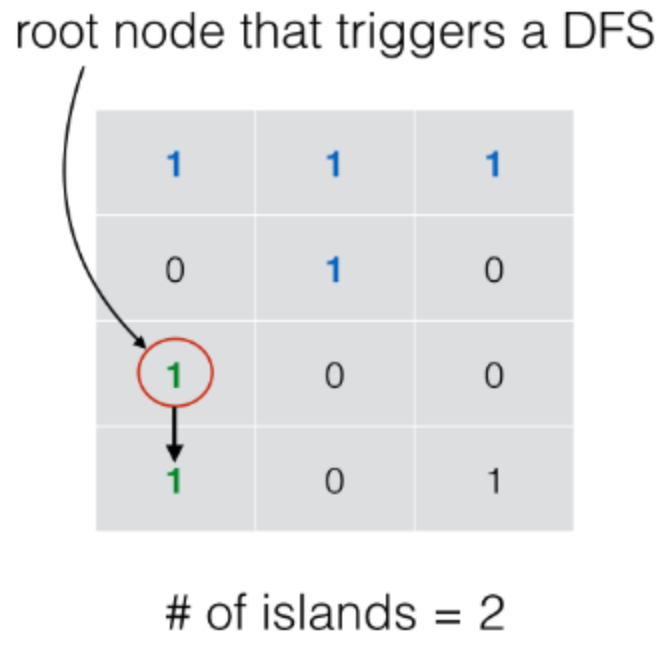 root node that triggers a DFS
1 1 1
0 1 0
1 0 0
1 0 1
# of islands = 2